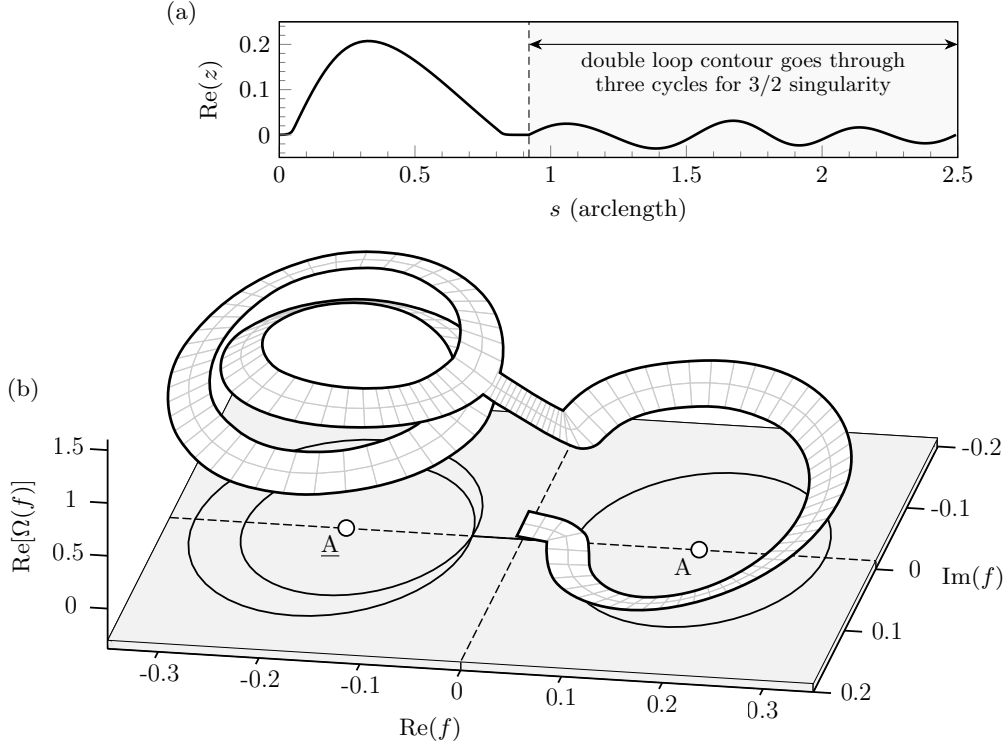 (a)
0.2
0.1
0
Re(z)
double loop contour goes through
three cycles for 3/2 singularity
0
0.5
1
1.5
2
2.5
s (arclength)
(b)
1.5
1
0.5
0
Re[Ω(f)]
A
A
-0.2
-0.1
0
0.1
0.2
Im(f)
-0.3
-0.2
-0.1
0
0.1
0.2
0.3
Re(f)